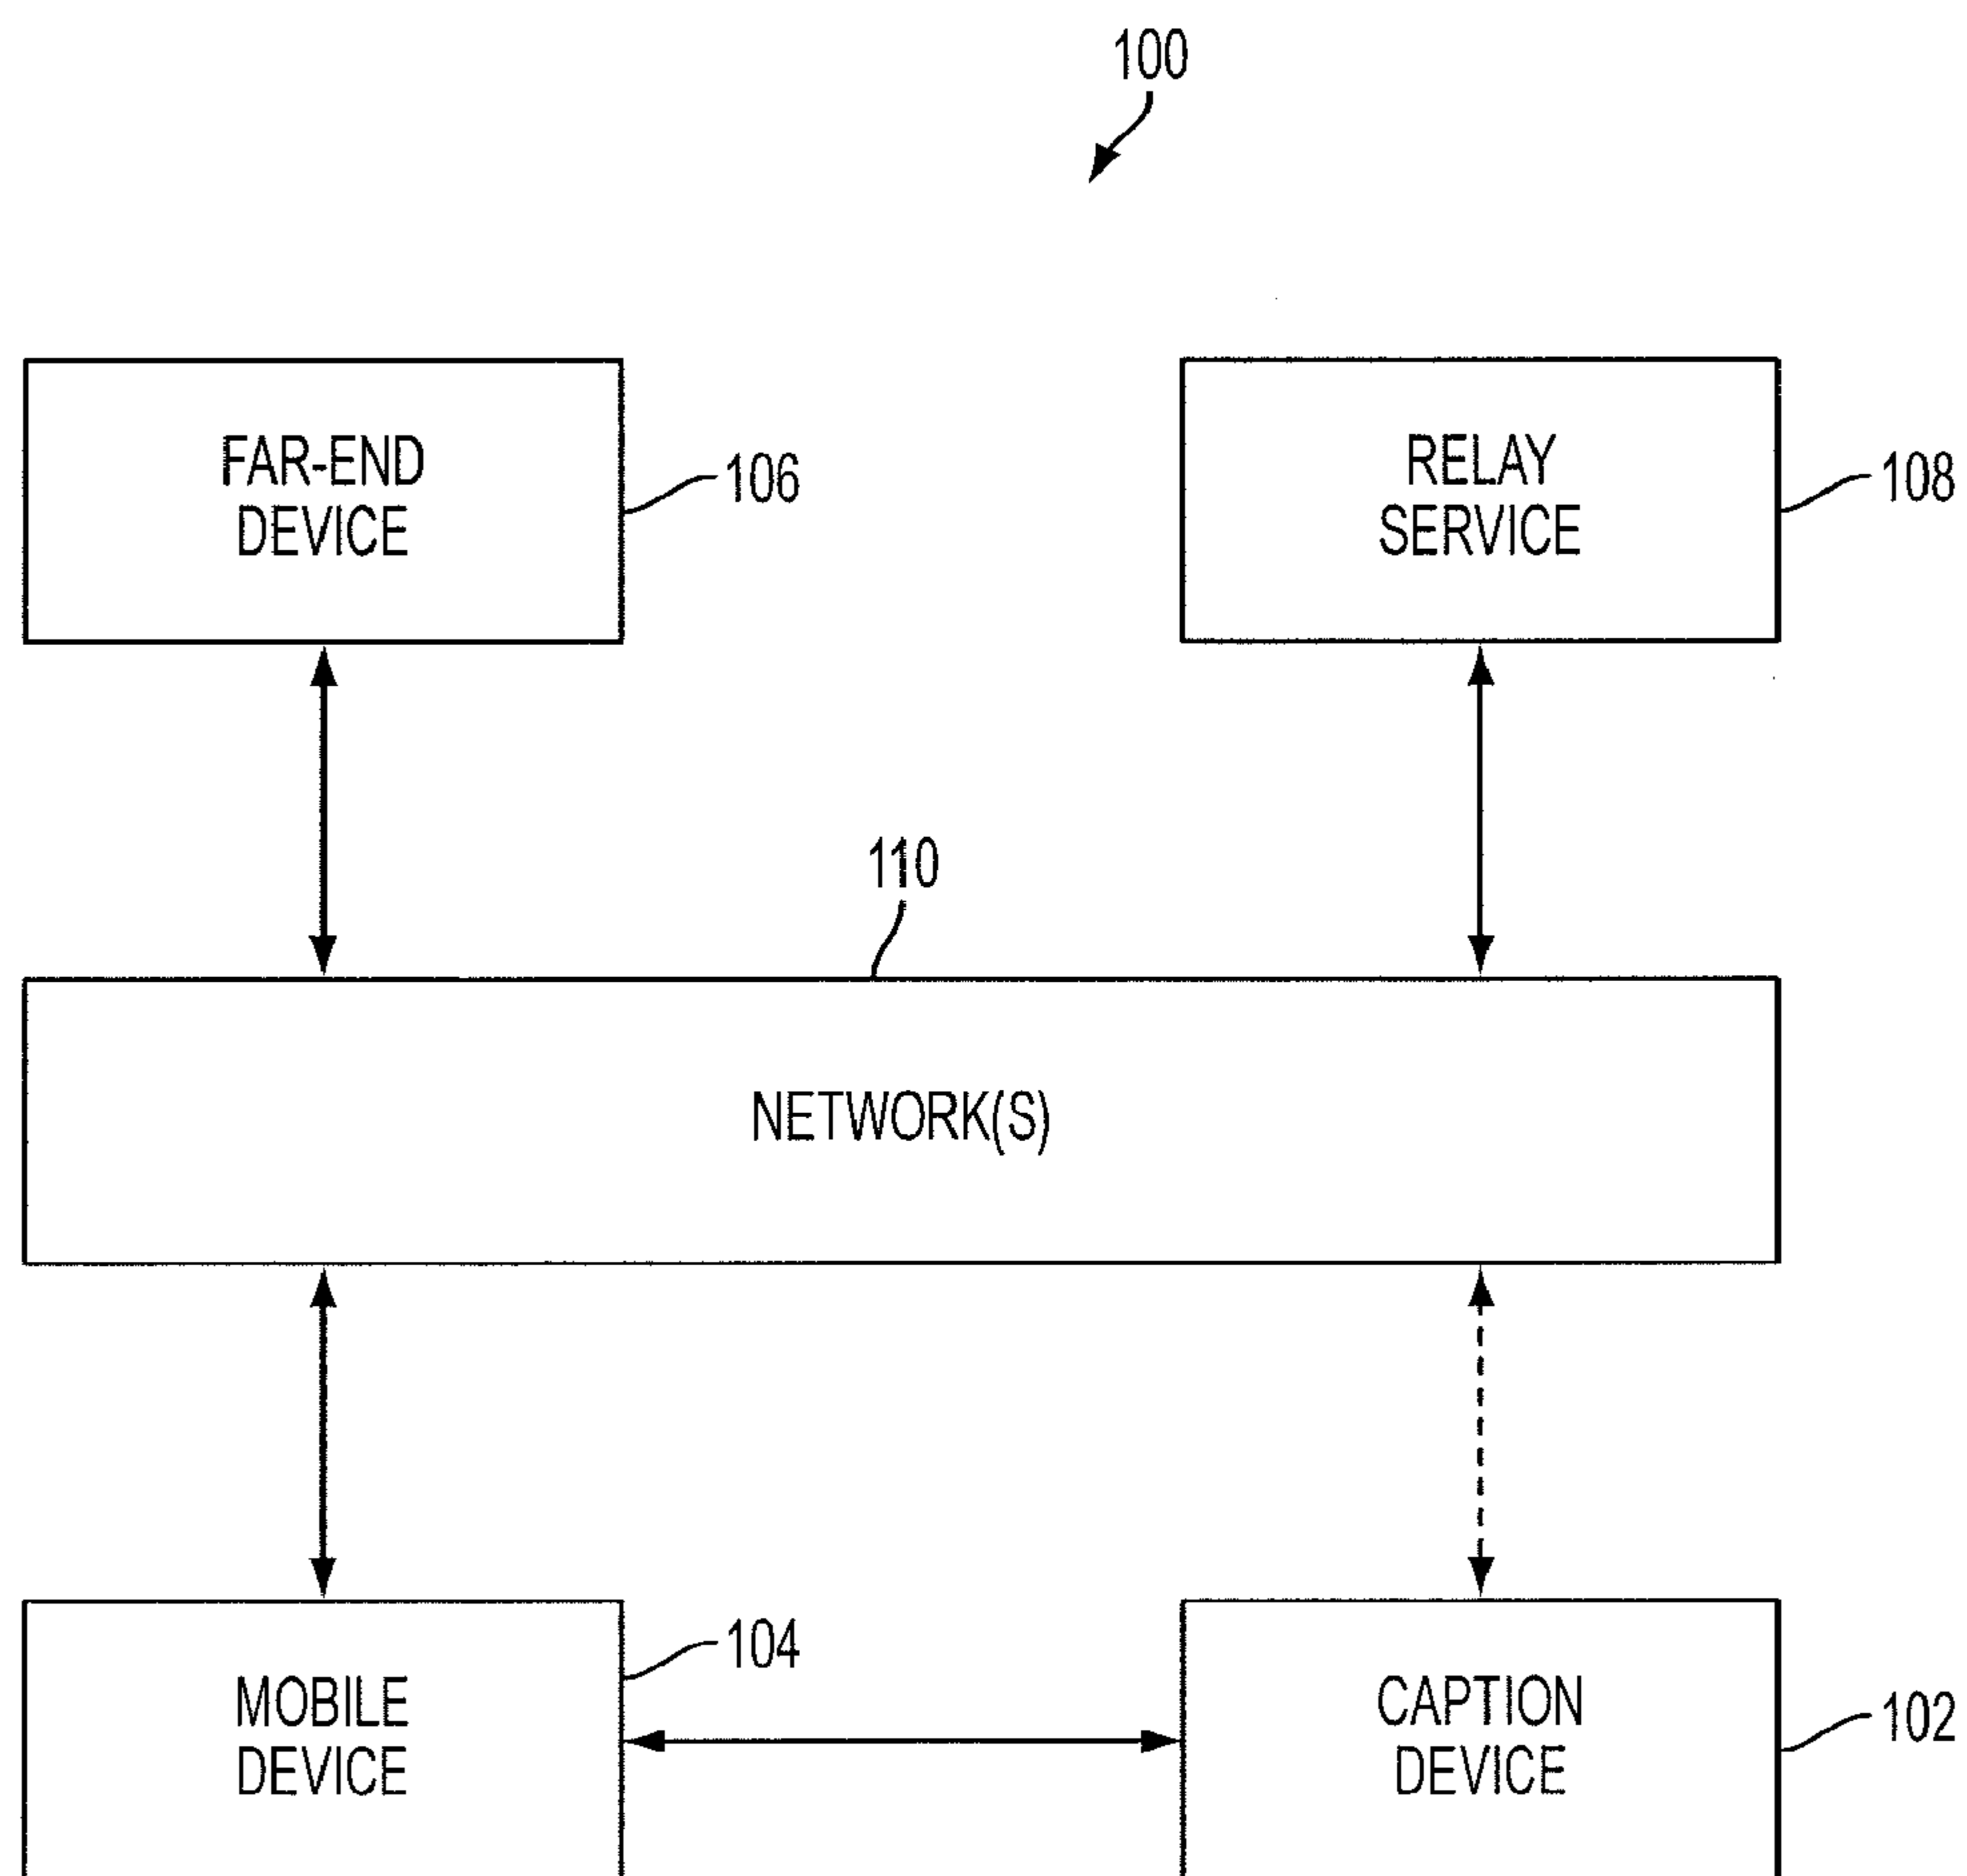 100
FAR-END
DEVICE
106
RELAY
SERVICE
108
110
NETWORK(S)
MOBILE
DEVICE
104
CAPTION
DEVICE
102